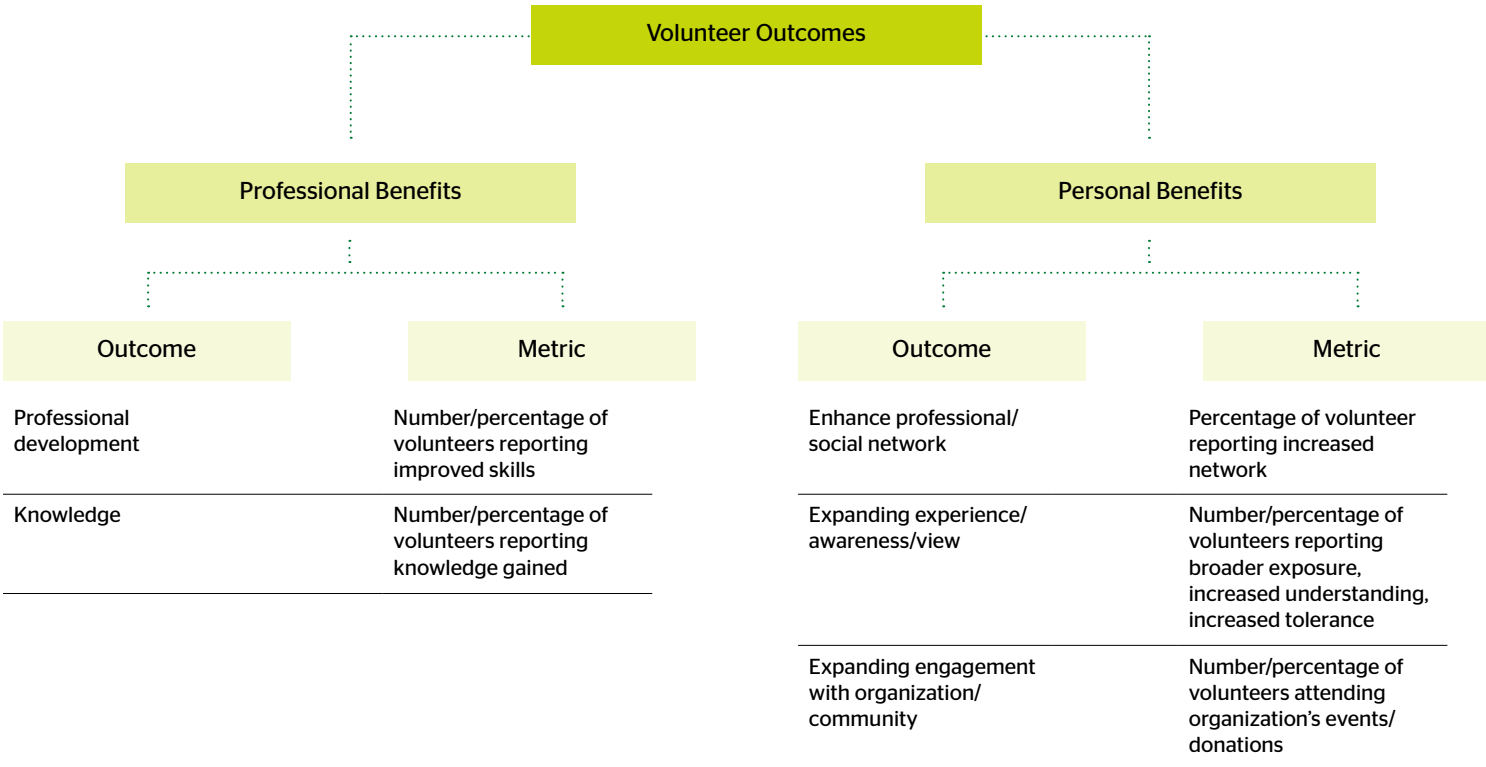 Volunteer Outcomes
Professional Benefits
Personal Benefits
Outcome
Metric
Outcome
Metric
Professional
development
Number/percentage of
volunteers reporting
improved skills
Knowledge
Number/percentage of
volunteers reporting
knowledge gained
Enhance professional/
social network
Percentage of volunteer
reporting increased
network
Expanding experience/
awareness/view
Number/percentage of
volunteers reporting
broader exposure,
increased understanding,
increased tolerance
Expanding engagement
with organization/
community
Number/percentage of
volunteers attending
organization’s events/
donations